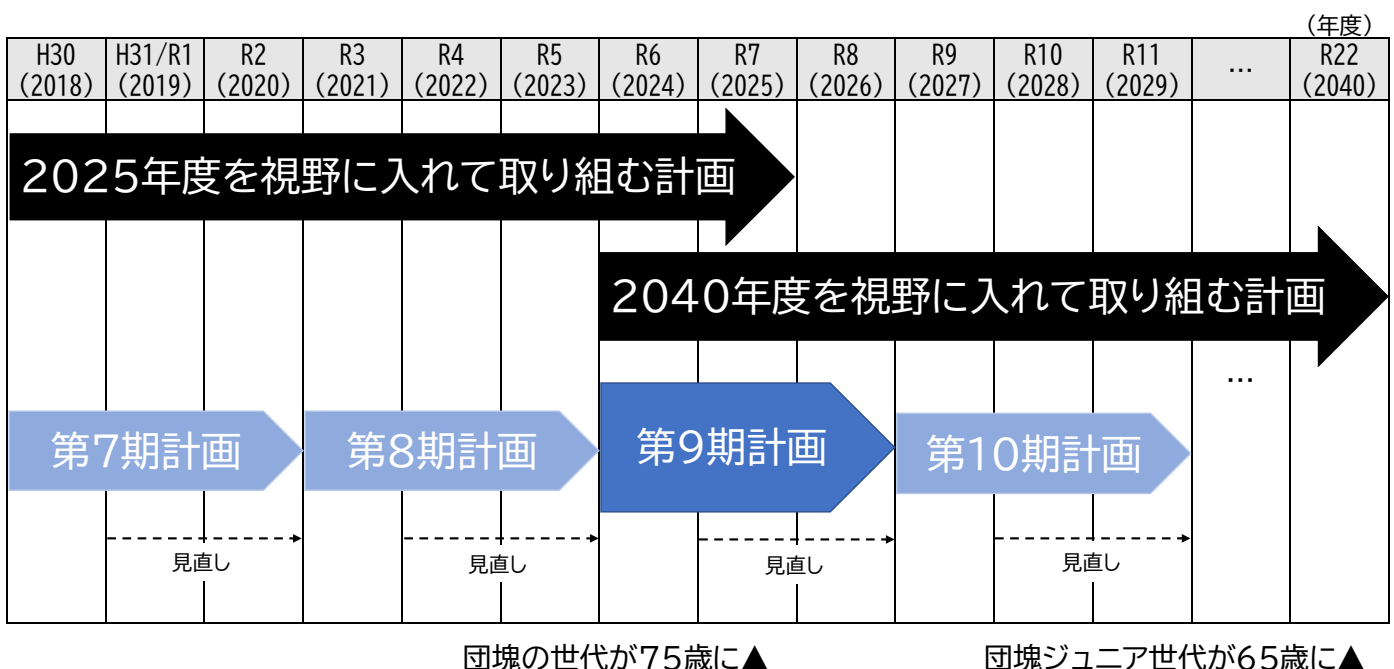 （年度）
H30 H31/R1 R2 R3 R4 R5 R6 R7 R8 R9 R10 R11 … R22
(2018) (2019) (2020) (2021) (2022) (2023) (2024) (2025) (2026) (2027) (2028) (2029) (2040)
2025年度を視野に入れて取り組む計画
2040年度を視野に入れて取り組む計画
…
第7期計画 第8期計画 第9期計画 第10期計画
見直し 見直し 見直し 見直し
団塊の世代が75歳に▲ 団塊ジュニア世代が65歳に▲